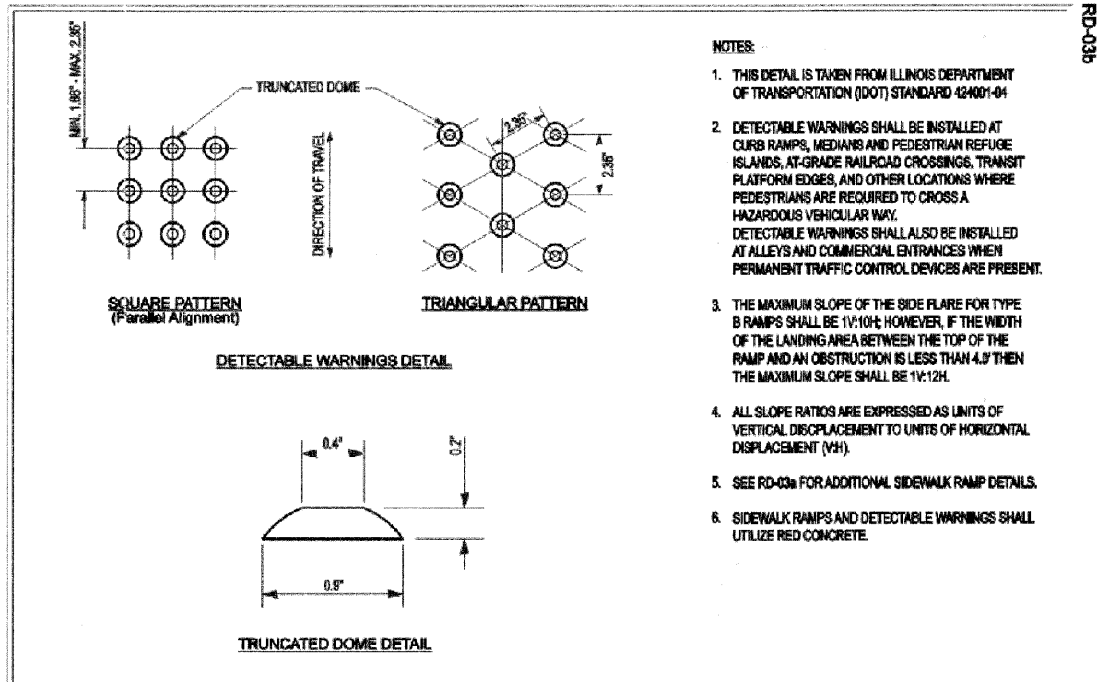 RD-03b
MIN. 1.66" - MAX. 2.35"
TRUNCATED DOME
DIRECTION OF TRAVEL
2.35"
2.35"
SQUARE PATTERN
(Parallel Alignment)
TRIANGULAR PATTERN
DETECTABLE WARNINGS DETAIL
0.4"
0.2"
0.9"
TRUNCATED DOME DETAIL
NOTES:
1. THIS DETAIL IS TAKEN FROM ILLINOIS DEPARTMENT
OF TRANSPORTATION (IDOT) STANDARD 424001-04
2. DETECTABLE WARNINGS SHALL BE INSTALLED AT
CURB RAMPS, MEDIANS AND PEDESTRIAN REFUGE
ISLANDS, AT-GRADE RAILROAD CROSSINGS, TRANSIT
PLATFORM EDGES, AND OTHER LOCATIONS WHERE
PEDESTRIANS ARE REQUIRED TO CROSS A
HAZARDOUS VEHICULAR WAY.
DETECTABLE WARNINGS SHALL ALSO BE INSTALLED
AT ALLEYS AND COMMERCIAL ENTRANCES WHEN
PERMANENT TRAFFIC CONTROL DEVICES ARE PRESENT.
3. THE MAXIMUM SLOPE OF THE SIDE FLARE FOR TYPE
B RAMPS SHALL BE 1V:10H; HOWEVER, IF THE WIDTH
OF THE LANDING AREA BETWEEN THE TOP OF THE
RAMP AND AN OBSTRUCTION IS LESS THAN 4.0' THEN
THE MAXIMUM SLOPE SHALL BE 1V:12H.
4. ALL SLOPE RATIOS ARE EXPRESSED AS UNITS OF
VERTICAL DISCPLACEMENT TO UNITS OF HORIZONTAL
DISPLACEMENT (V:H).
5. SEE RD-03a FOR ADDITIONAL SIDEWALK RAMP DETAILS.
6. SIDEWALK RAMPS AND DETECTABLE WARNINGS SHALL
UTILIZE RED CONCRETE.